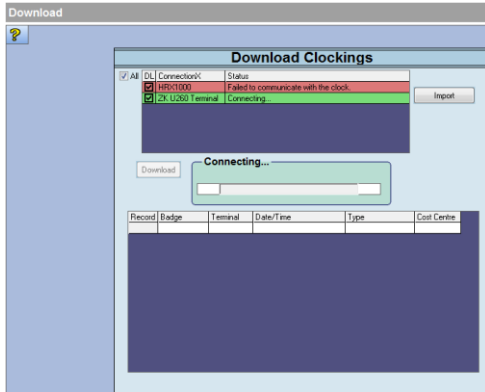 Download
?
Download Clockings
All DL ConnectionX Status
HRX1000 Failed to communicate with the clock.
ZK U260 Terminal Connecting...
Import
Download
Connecting...
Record Badge Terminal Date/Time Type Cost Centre